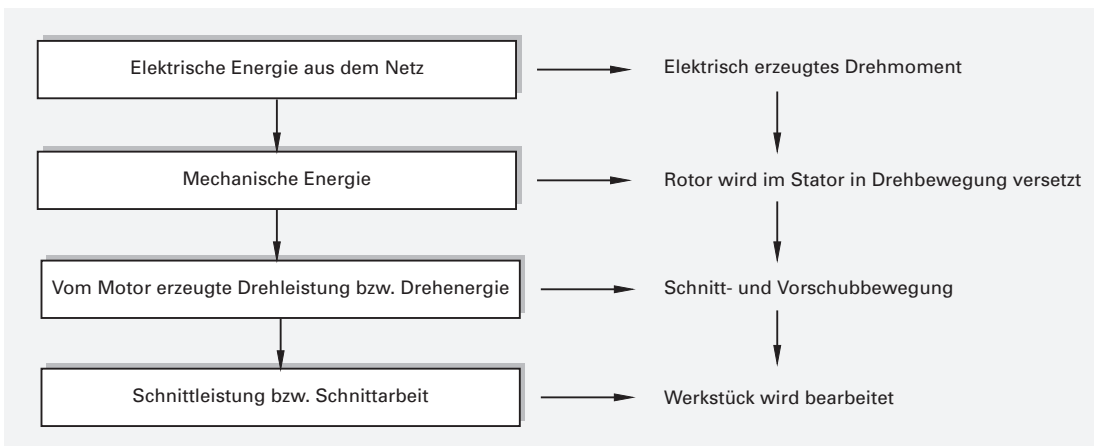 Elektrische Energie aus dem Netz
Elektrisch erzeugtes Drehmoment
Mechanische Energie
Rotor wird im Stator in Drehbewegung versetzt
Vom Motor erzeugte Drehleistung bzw. Drehenergie
Schnitt- und Vorschubbewegung
Schnittleistung bzw. Schnittarbeit
Werkstück wird bearbeitet